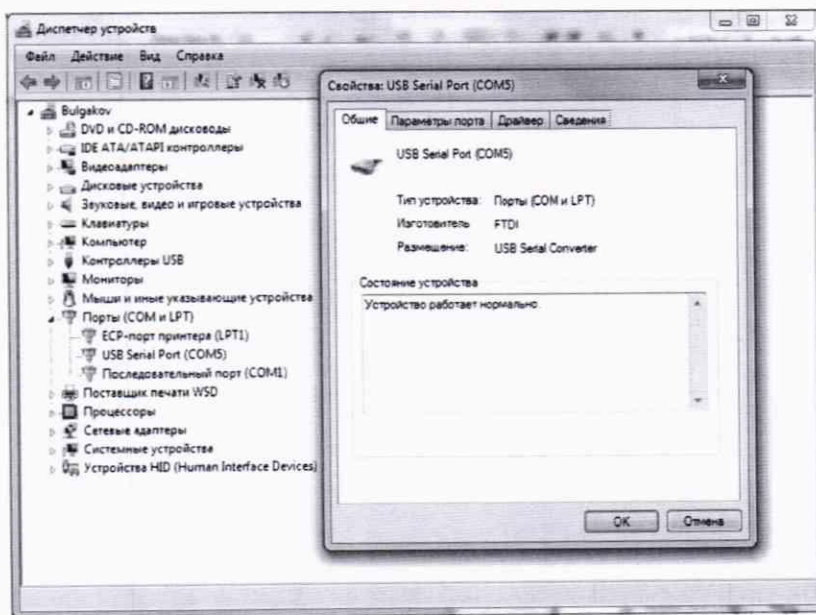 Диспетчер устройств
Файл Действие Вид Справка
Bulgakov
DVD и CD-ROM дисководы
IDE ATA/ATAPI контроллеры
Видеоадаптеры
Дисковые устройства
Звуковые, видео и игровые устройства
Клавиатуры
Компьютер
Контроллеры USB
Мониторы
Мыши и иные указывающие устройства
Порты (COM и LPT)
ECP-порт принтера (LPT1)
USB Serial Port (COM5)
Последовательный порт (COM1)
Поставщик печати WSD
Процессоры
Сетевые адаптеры
Системные устройства
Устройства HID (Human Interface Devices)
Свойства: USB Serial Port (COM5)
Общие Параметры порта Драйвер Сведения
USB Serial Port (COM5)
Тип устройства: Порты (COM и LPT)
Изготовитель FTDI
Размещение: USB Serial Converter
Состояние устройства
Устройство работает нормально.
OK Отмена